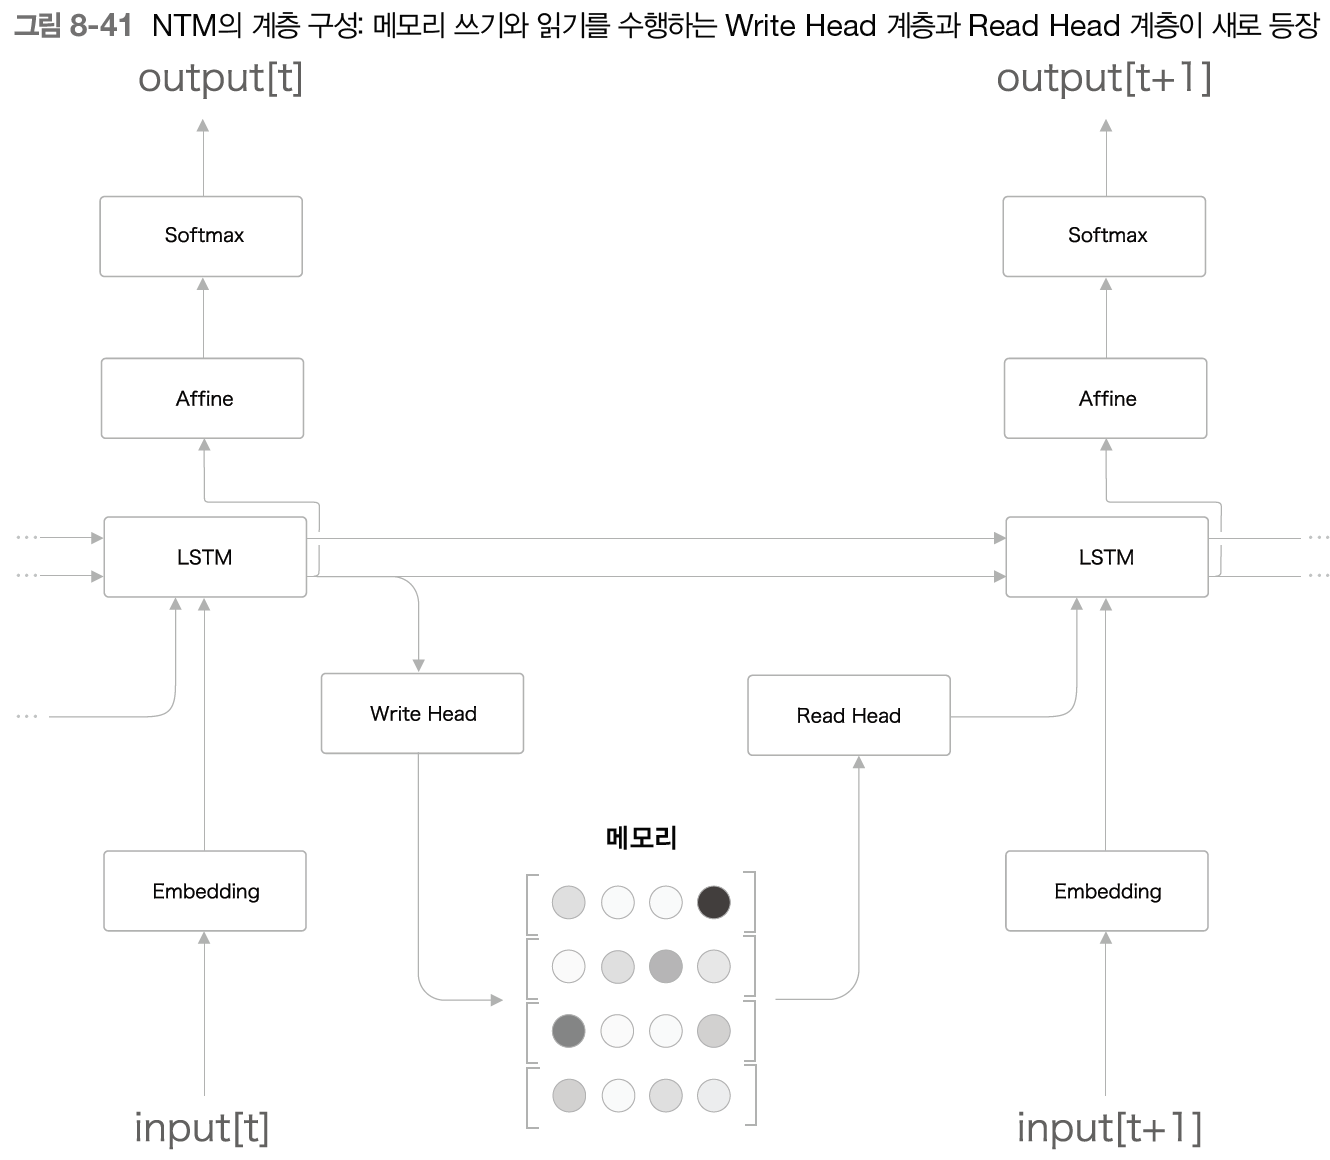 그림 8-41 NTM의 계층 구성: 메모리 쓰기와 읽기를 수행하는 Write Head 계층과 Read Head 계층이 새로 등장
output[t] output[t+1]
Softmax Softmax
Affine Affine
... ...
LSTM LSTM
... ...
Write Head Read Head
...
메모리
Embedding Embedding
input[t] input[t+1]